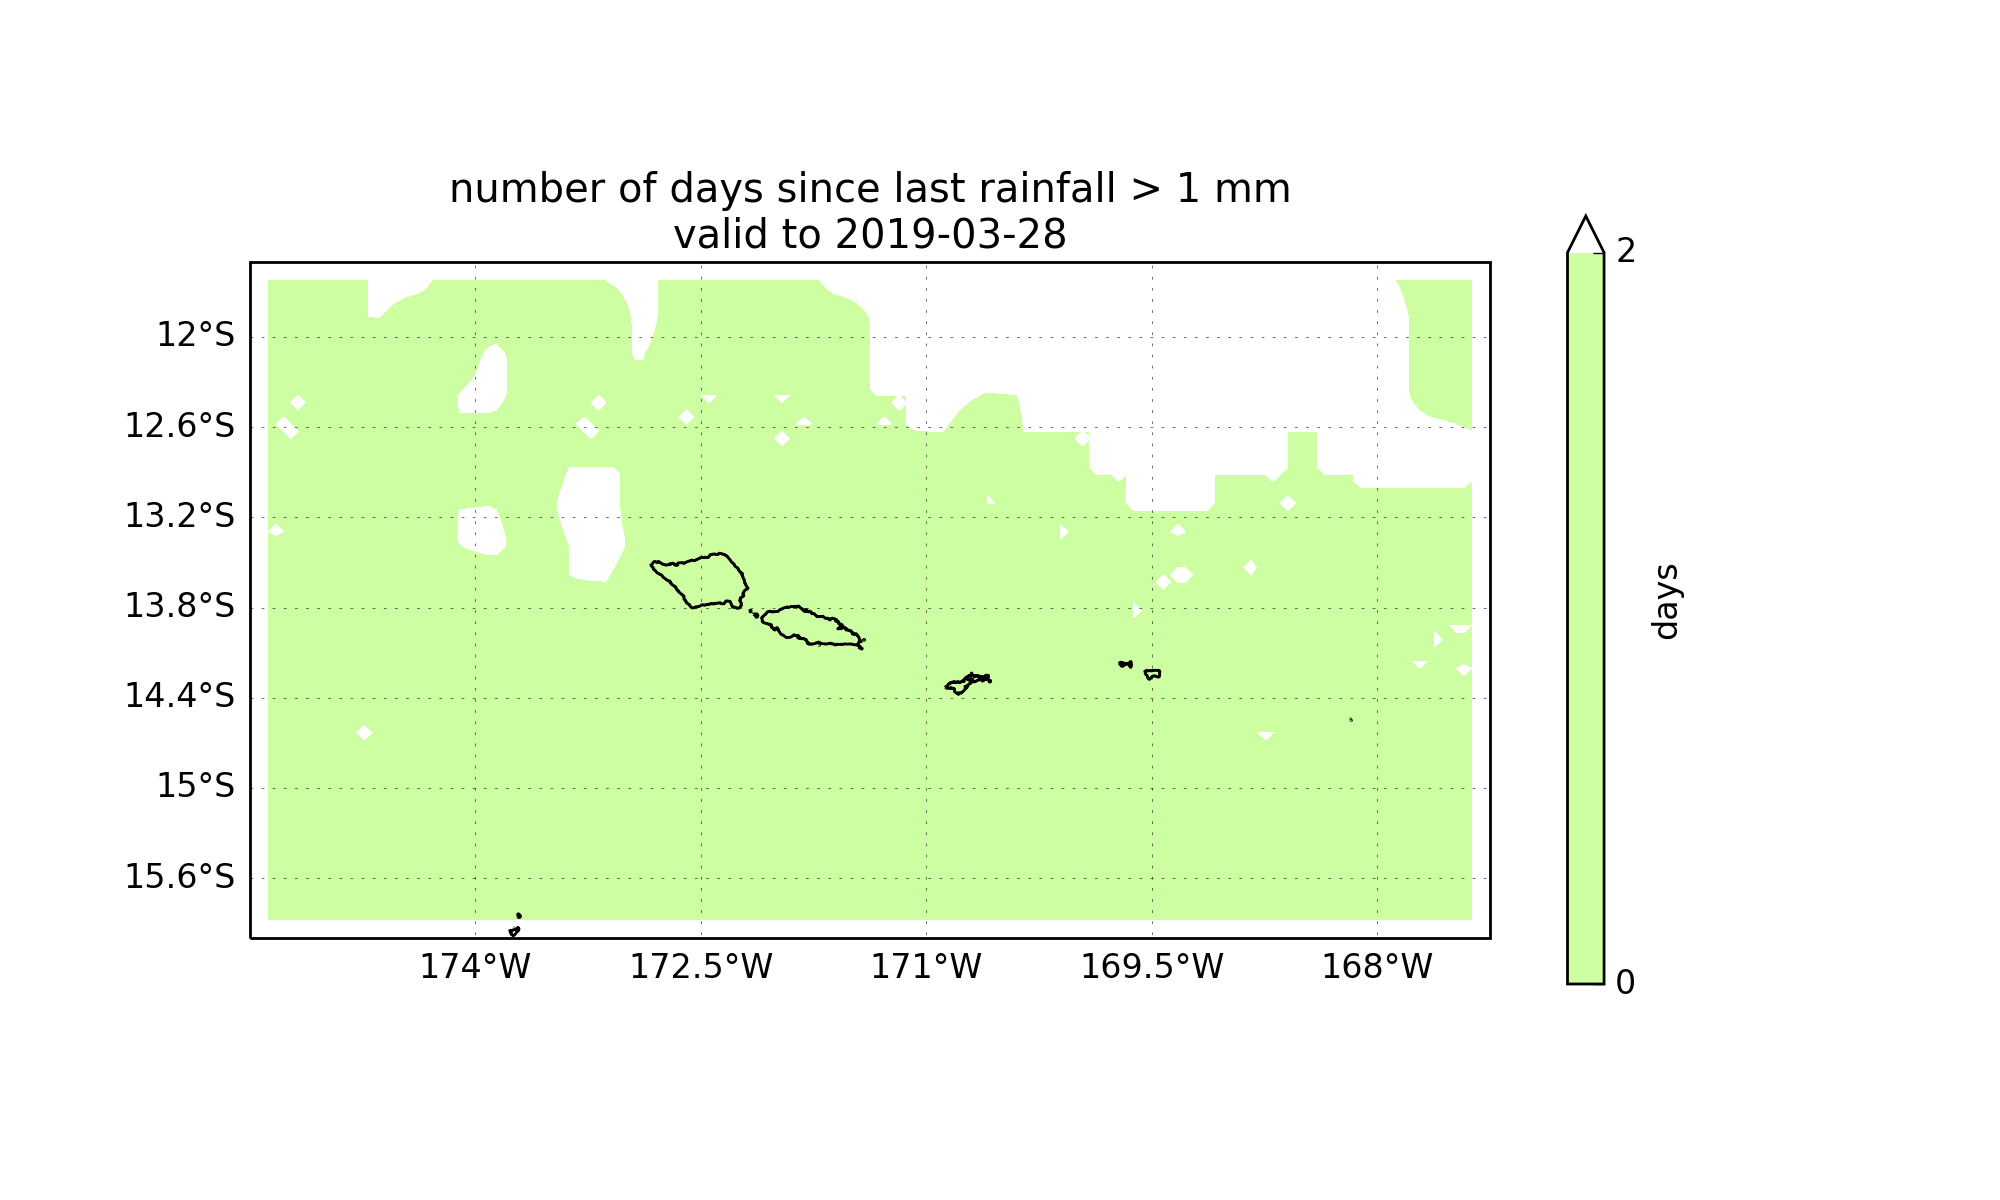 number of days since last rainfall > 1 mm
valid to 2019-03-28
2
12°S
12.6°S
13.2°S
13.8°S
14.4°S
15°S
15.6°S
days
0
174°W 172.5°W 171°W 169.5°W 168°W